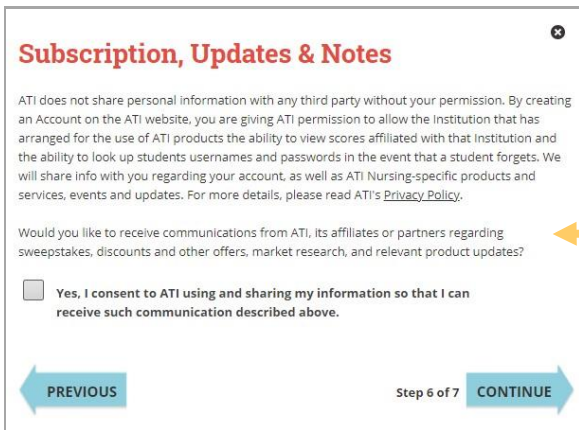 Subscription, Updates & Notes
ATI does not share personal information with any third party without your permission. By creating
an Account on the ATI website, you are giving ATI permission to allow the Institution that has
arranged for the use of ATI products the ability to view scores affiliated with that Institution and
the ability to look up students usernames and passwords in the event that a student forgets. We
will share info with you regarding your account, as well as ATI Nursing-specific products and
services, events and updates. For more details, please read ATI's Privacy Policy.
Would you like to receive communications from ATI, its affiliates or partners regarding
sweepstakes, discounts and other offers, market research, and relevant product updates?
Yes, I consent to ATI using and sharing my information so that I can
receive such communication described above.
PREVIOUS Step 6 of 7 CONTINUE